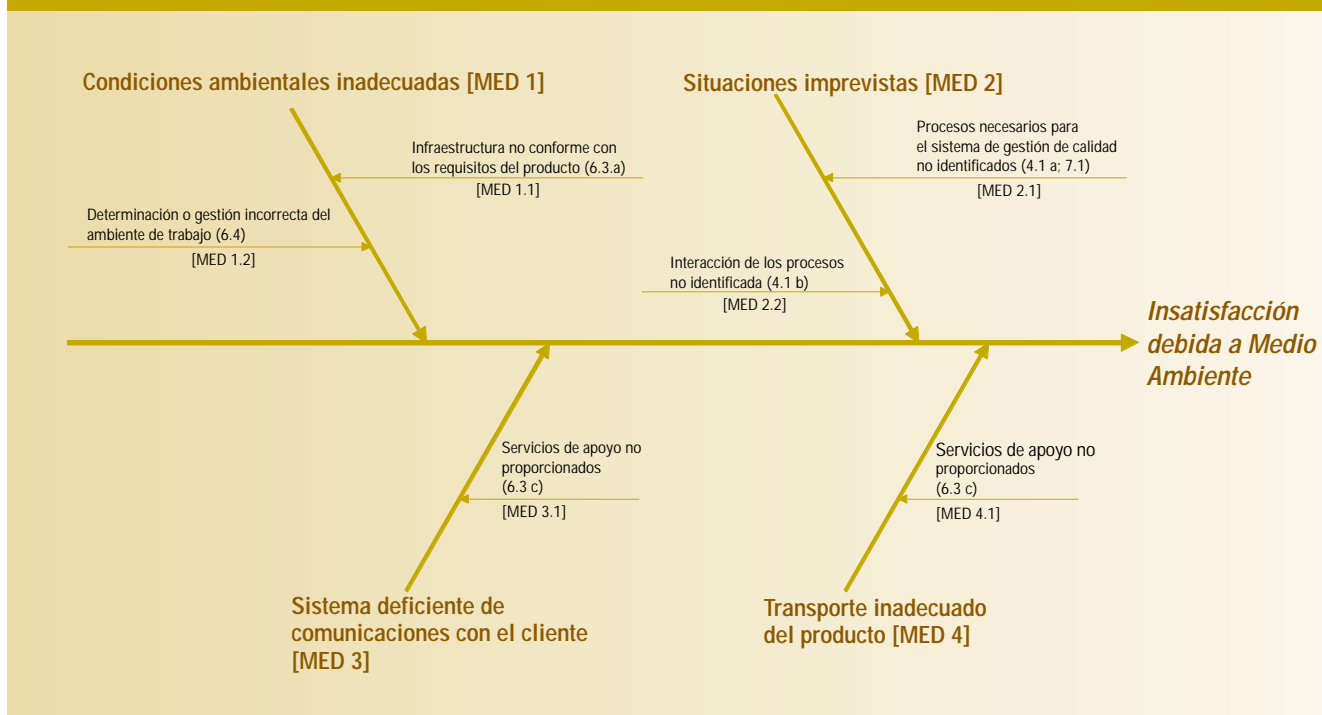 Condiciones ambientales inadecuadas [MED 1]
Infraestructura no conforme con
los requisitos del producto (6.3.a)
[MED 1.1]
Determinación o gestión incorrecta del
ambiente de trabajo (6.4)
[MED 1.2]
Situaciones imprevistas [MED 2]
Procesos necesarios para
el sistema de gestión de calidad
no identificados (4.1 a; 7.1)
[MED 2.1]
Interacción de los procesos
no identificada (4.1 b)
[MED 2.2]
Insatisfacción
debida a Medio
Ambiente
Servicios de apoyo no
proporcionados
(6.3 c)
[MED 3.1]
Sistema deficiente de
comunicaciones con el cliente
[MED 3]
Servicios de apoyo no
proporcionados
(6.3 c)
[MED 4.1]
Transporte inadecuado
del producto [MED 4]